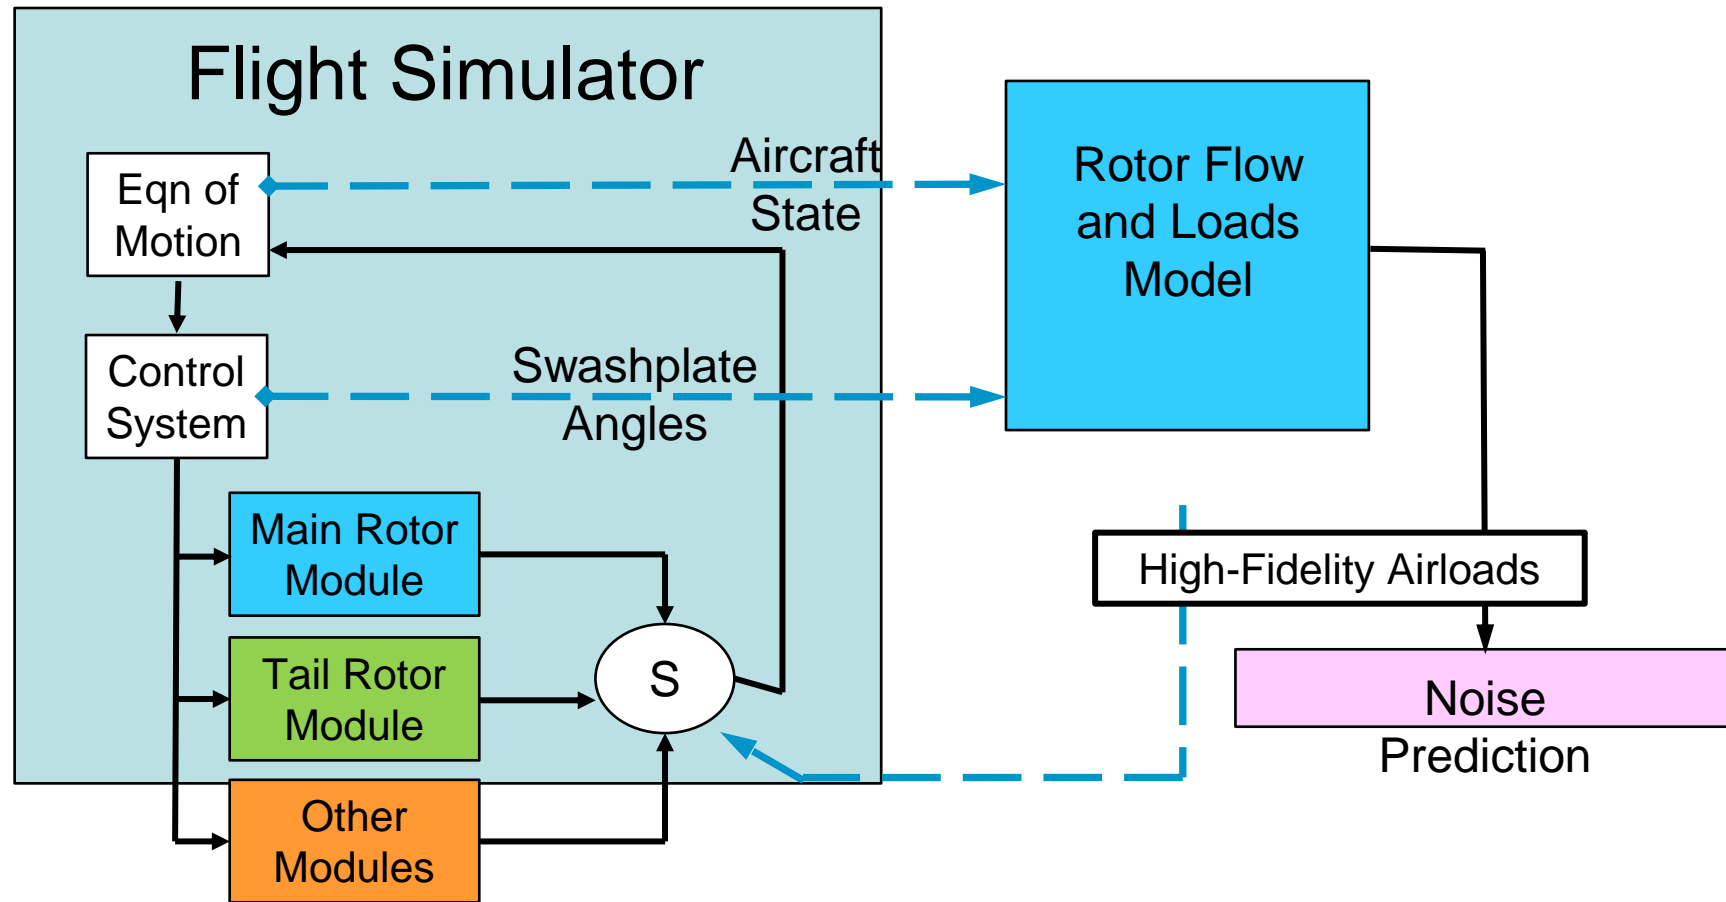 Flight Simulator
Eqn of
Motion
Aircraft
State
Rotor Flow
and Loads
Model
Control
System
Swashplate
Angles
Main Rotor
Module
High-Fidelity Airloads
Tail Rotor
Module
S
Noise
Prediction
Other
Modules